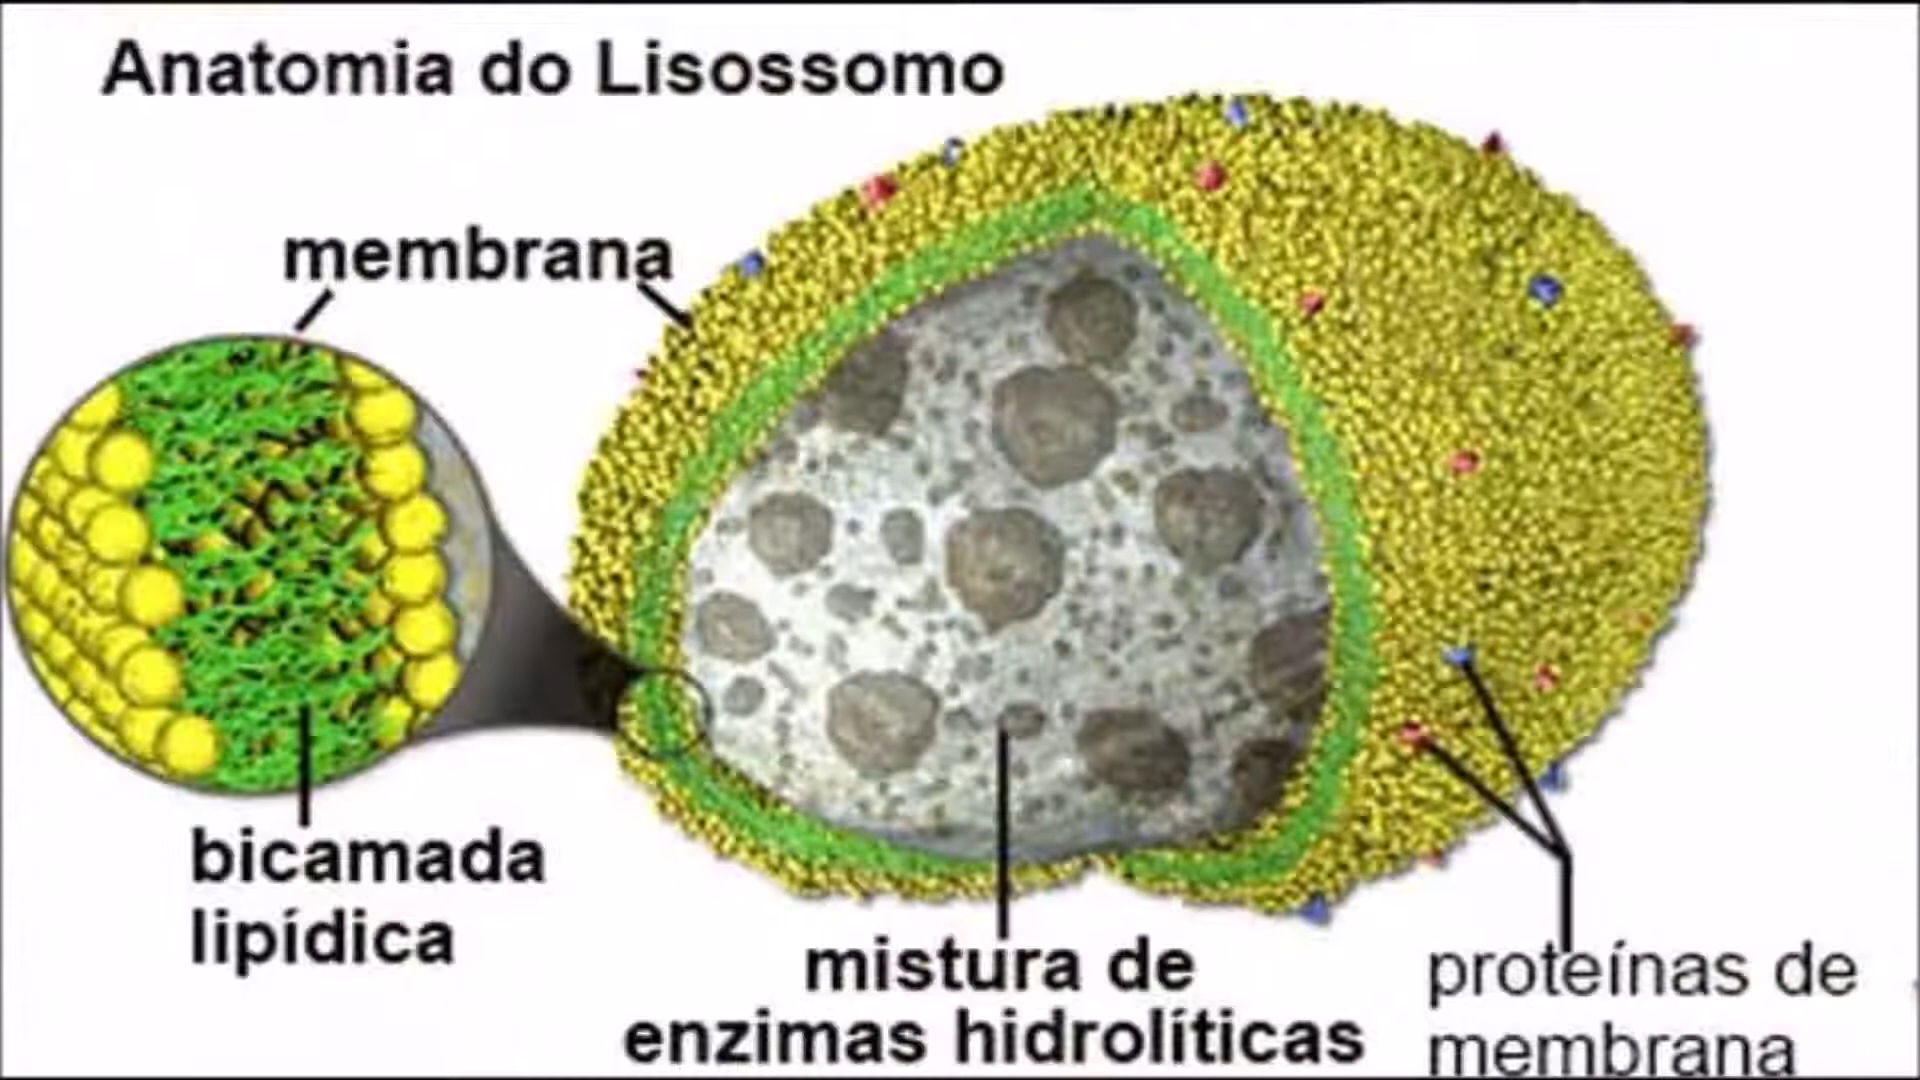 Anatomia do Lisossomo
membrana
bicamada
lipídica
mistura de
enzimas hidrolíticas
proteínas de
membrana